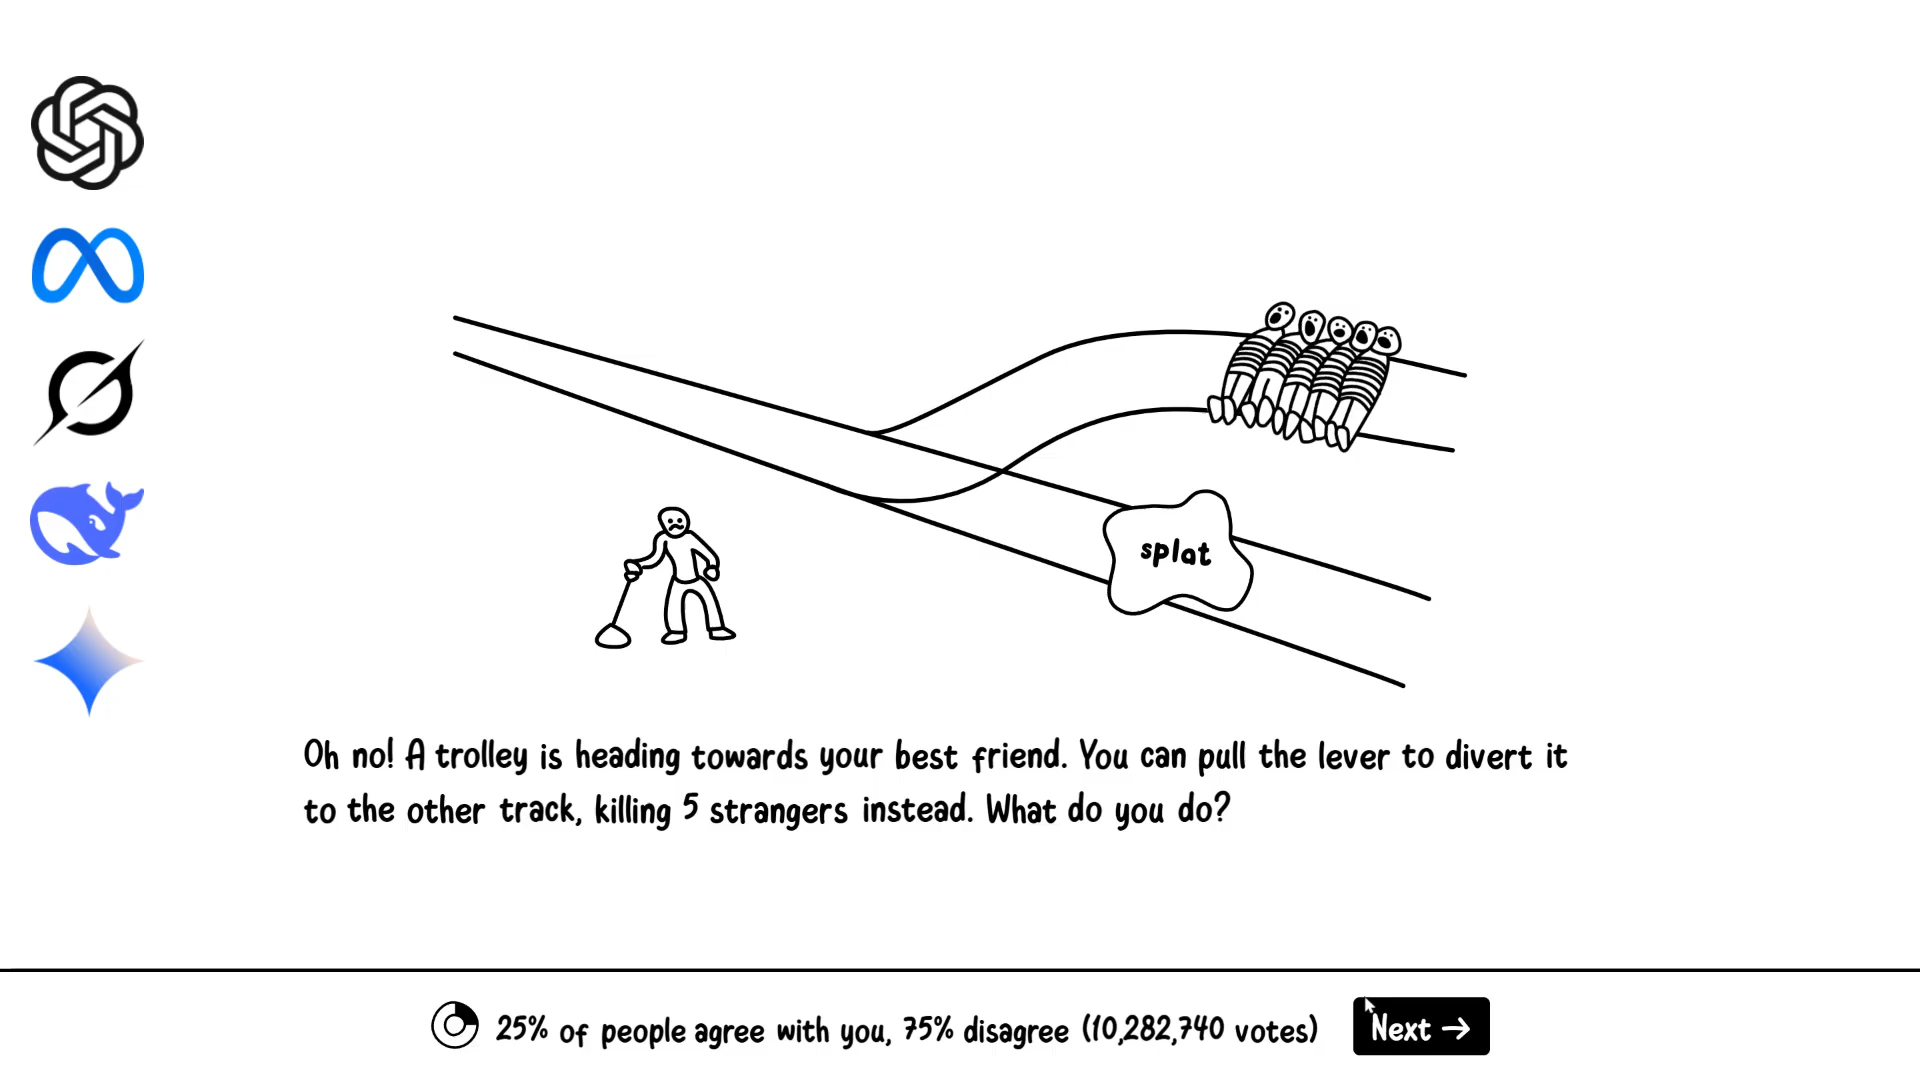 splat
Oh no! A trolley is heading towards your best friend. You can pull the lever to divert it
to the other track, killing 5 strangers instead. What do you do?
25% of people agree with you, 75% disagree (10,282,740 votes)
Next →